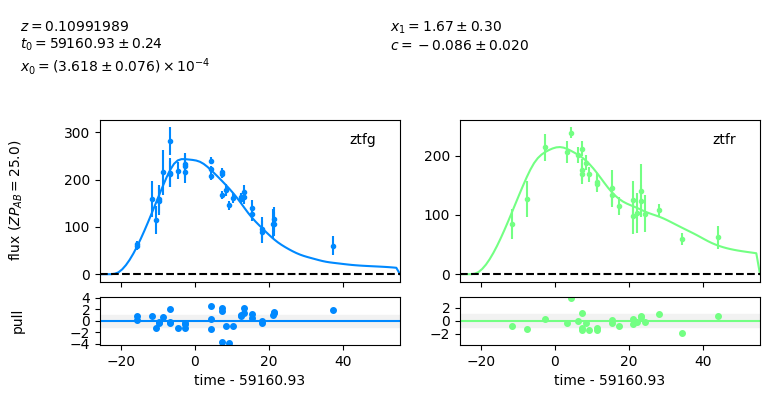 z = 0.10991989
t₀ = 59160.93 ± 0.24
x₀ = (3.618 ± 0.076) × 10⁻⁴
x₁ = 1.67 ± 0.30
c = −0.086 ± 0.020
flux (ZP_AB = 25.0)
300
200
100
0
ztfg
200
100
0
ztfr
pull
4
2
0
−2
−4
−20 0 20 40
time - 59160.93
2
0
−2
−20 0 20 40
time - 59160.93